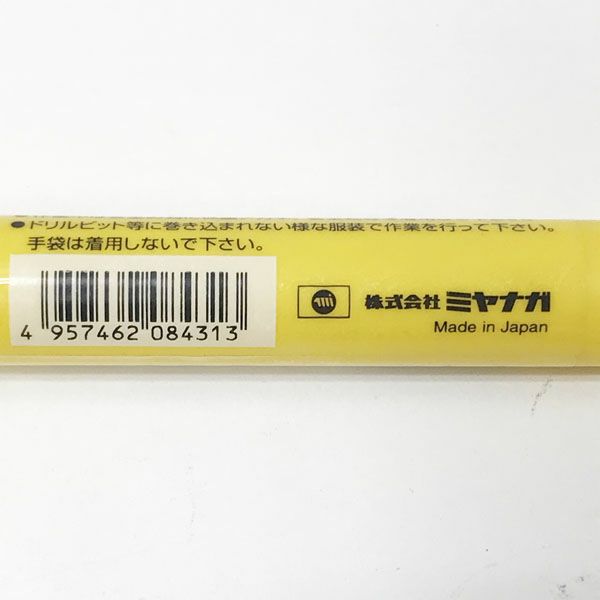 ●ドリルビット等に巻き込まれない様な服装で作業を行って下さい。
手袋は着用しないで下さい。
4 957462 084313
株式会社 ミヤナガ
Made in Japan